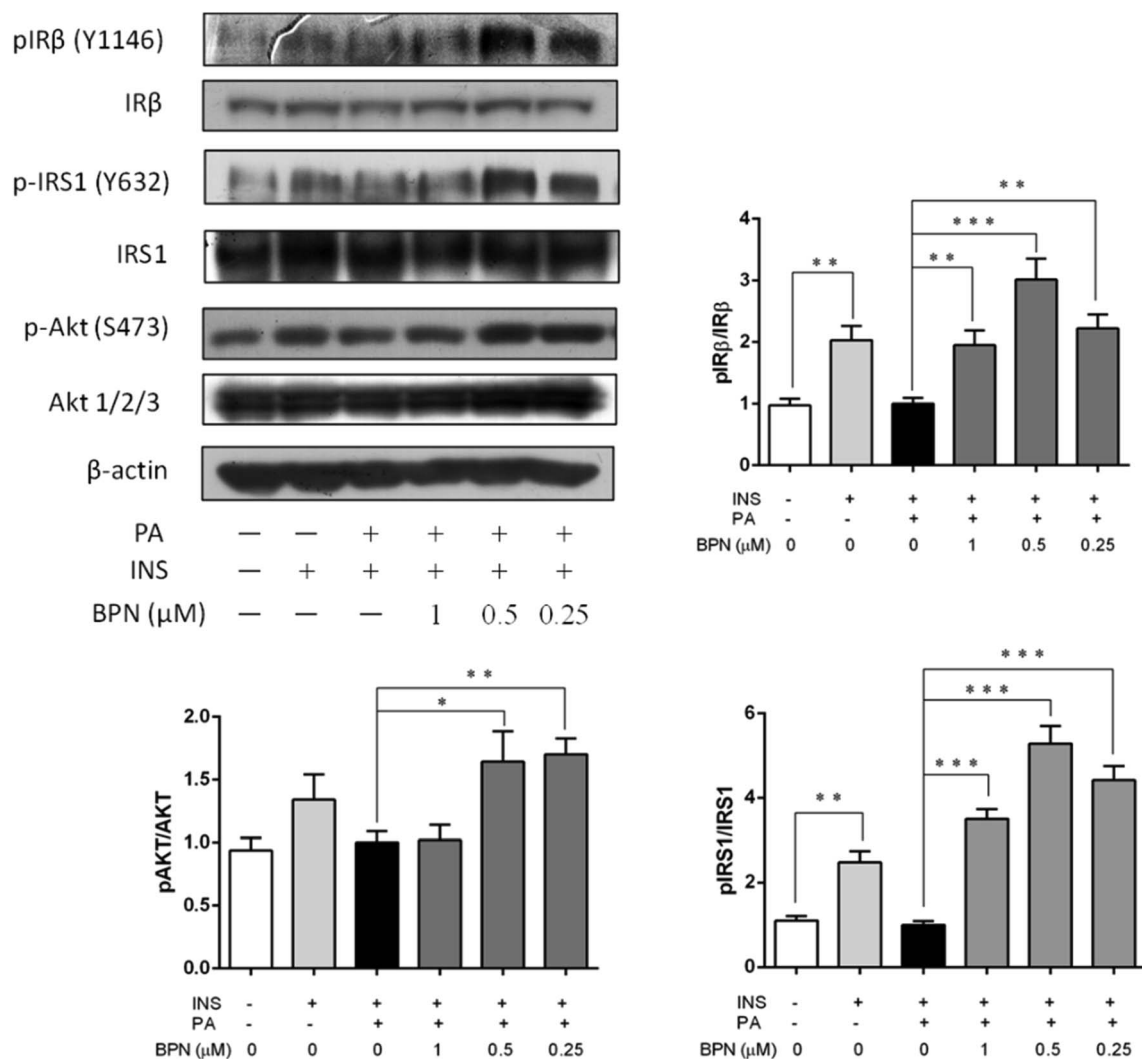 pIRβ (Y1146)
IRβ
p-IRS1 (Y632)
IRS1
p-Akt (S473)
Akt 1/2/3
β-actin
PA — — + + + +
INS — + + + + +
BPN (μM) — — — 1 0.5 0.25
pIRβ/IRβ
4
3
2
1
0
**
**
***
**
INS - + + + + +
PA - - + + + +
BPN (μM) 0 0 0 1 0.5 0.25
pAKT/AKT
2.0
1.5
1.0
0.5
0.0
*
**
INS - + + + + +
PA - - + + + +
BPN (μM) 0 0 0 1 0.5 0.25
pIRS1/IRS1
6
4
2
0
**
***
***
***
INS - + + + + +
PA - - + + + +
BPN (μM) 0 0 0 1 0.5 0.25